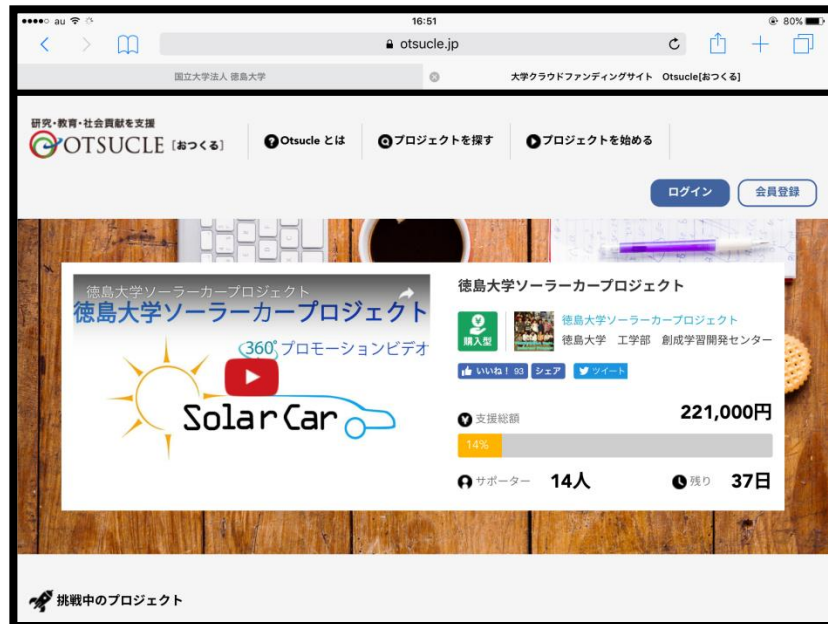 au 16:51 80%
otsucle.jp
国立大学法人 徳島大学 大学クラウドファンディングサイト Otsucle[おつくる]
研究・教育・社会貢献を支援
OTSUCLE [おつくる] Otsucle とは プロジェクトを探す プロジェクトを始める
ログイン 会員登録
徳島大学ソーラーカープロジェクト
徳島大学ソーラーカープロジェクト
360°プロモーションビデオ
Solar Car
徳島大学ソーラーカープロジェクト
購入型
徳島大学ソーラーカープロジェクト
徳島大学 工学部 創成学習開発センター
いいね! 93 シェア ツイート
支援総額 221,000円
14%
サポーター 14人 残り 37日
挑戦中のプロジェクト